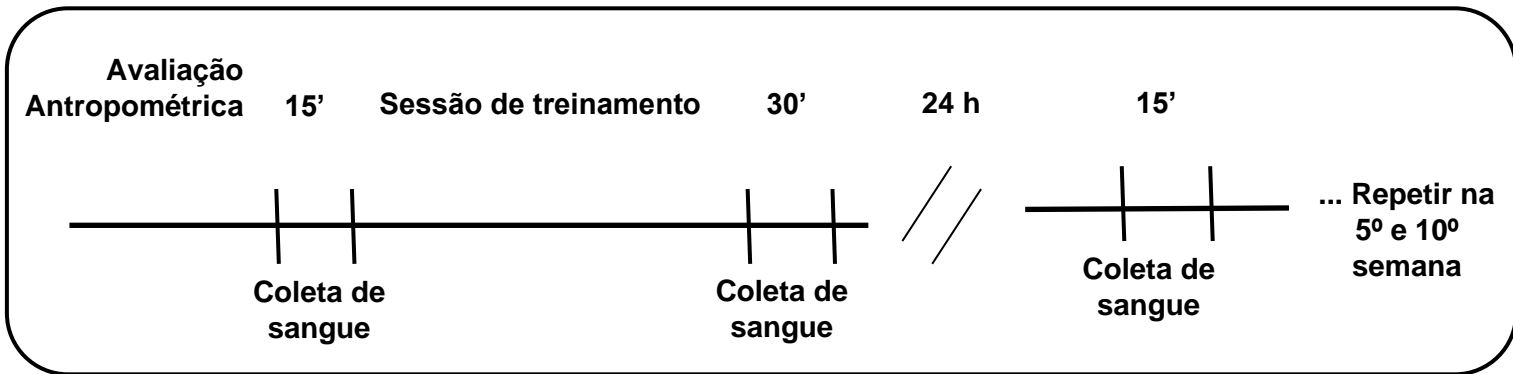 Avaliação
Antropométrica
15’
Sessão de treinamento
30’
24 h
15’
Coleta de
sangue
Coleta de
sangue
Coleta de
sangue
... Repetir na
5º e 10º
semana